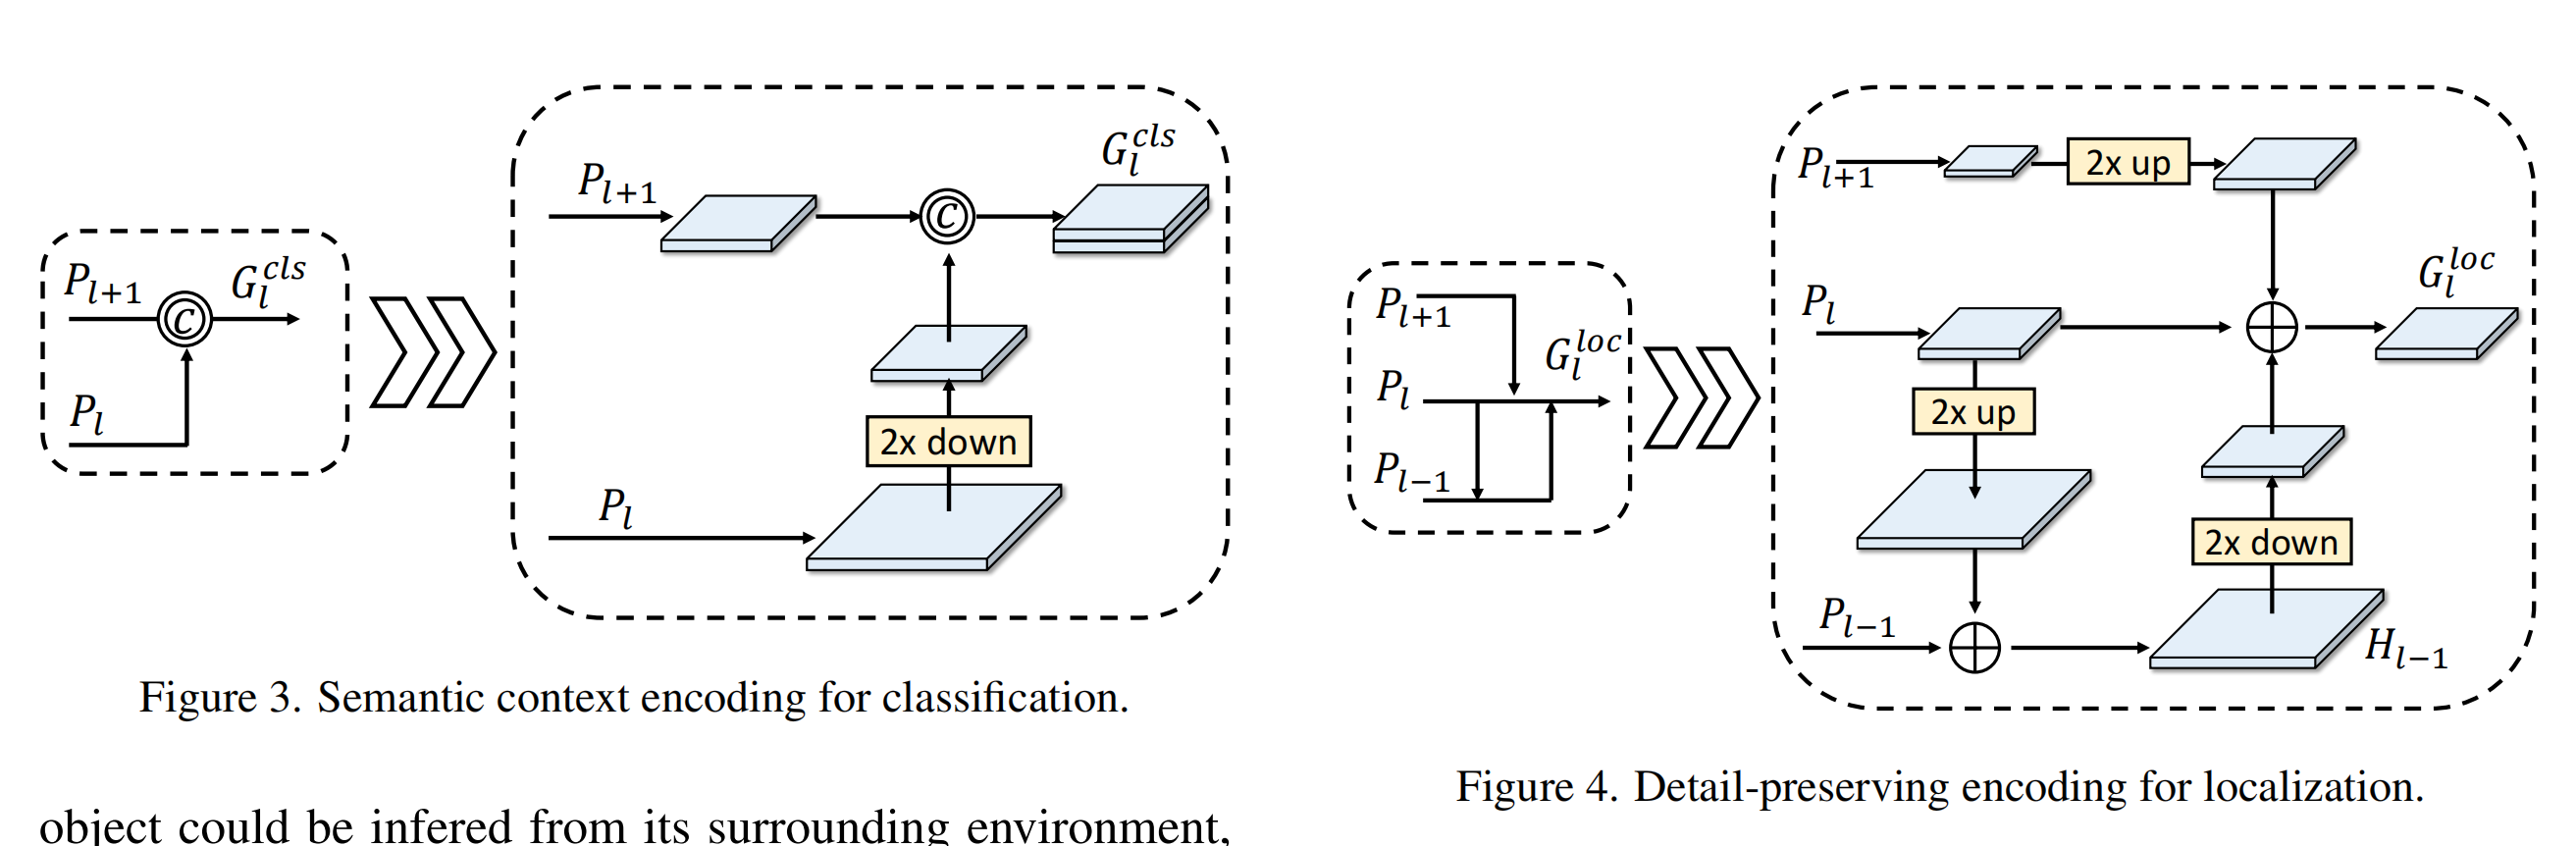 P_{l+1}
G_l^{cls}
C
P_l
P_{l+1}
C
G_l^{cls}
2x down
P_l
Figure 3. Semantic context encoding for classification.
object could be infered from its surrounding environment,
P_{l+1}
G_l^{loc}
P_l
P_{l-1}
P_{l+1}
2x up
P_l
G_l^{loc}
2x up
2x down
P_{l-1}
H_{l-1}
Figure 4. Detail-preserving encoding for localization.